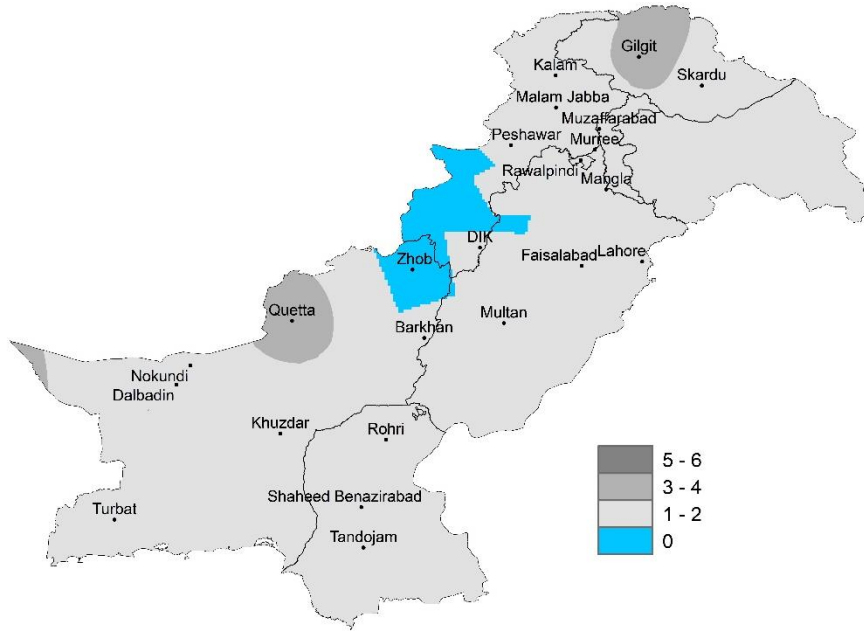 Gilgit
Kalam
Skardu
Malam Jabba
Muzaffarabad
Peshawar
Murree
Rawalpindi
Mangla
DIK
Zhob
Faisalabad
Lahore
Quetta
Multan
Barkhan
Nokundi
Dalbadin
Khuzdar
Rohri
5 - 6
3 - 4
1 - 2
0
Shaheed Benazirabad
Turbat
Tandojam